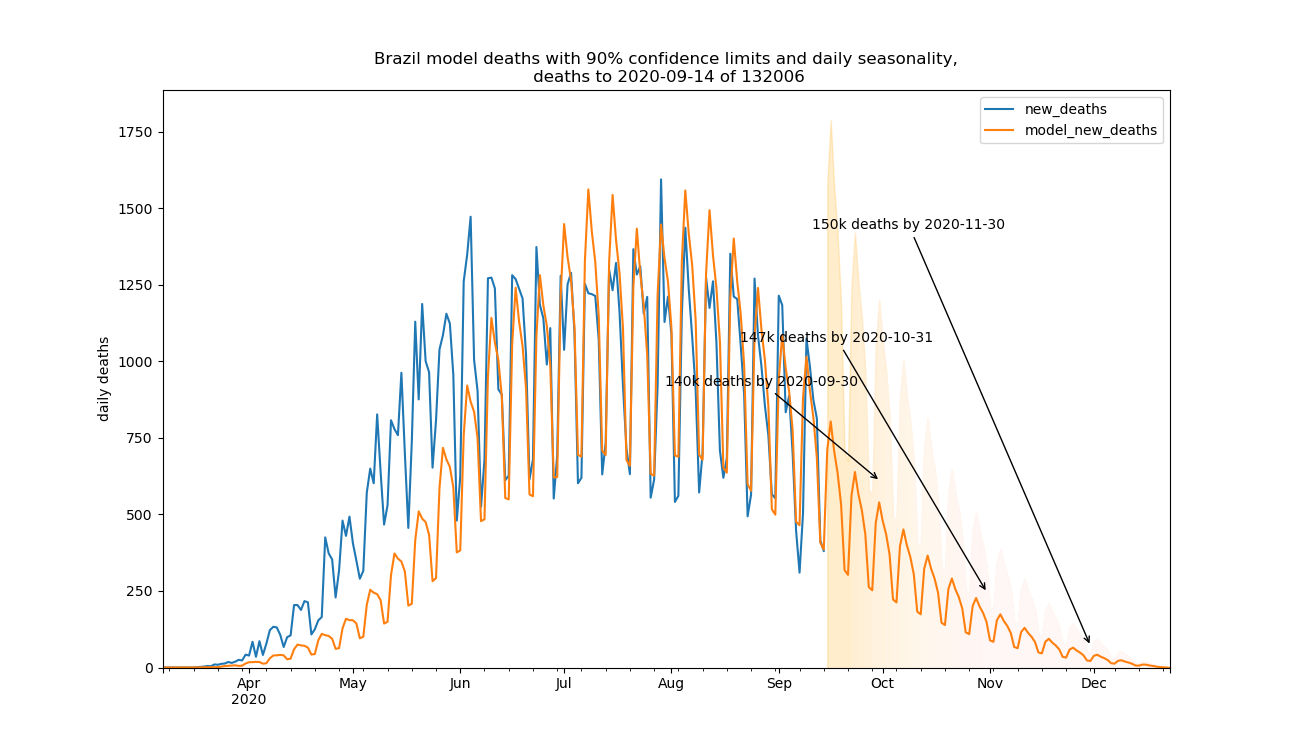 Brazil model deaths with 90% confidence limits and daily seasonality,
deaths to 2020-09-14 of 132006
new_deaths
model_new_deaths
1750
1500
1250
1000
750
500
250
0
daily deaths
150k deaths by 2020-11-30
147k deaths by 2020-10-31
140k deaths by 2020-09-30
Apr May Jun Jul Aug Sep Oct Nov Dec
2020